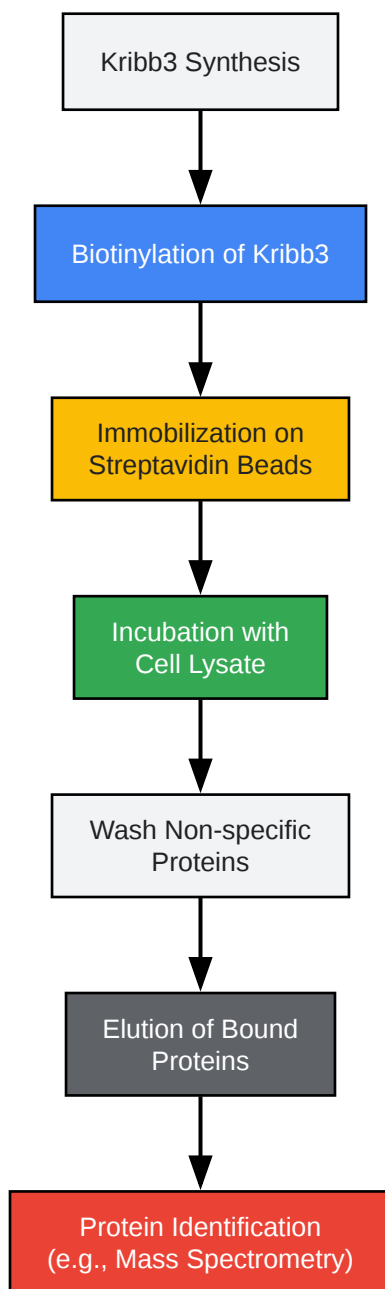 Kribb3 Synthesis
Biotinylation of Kribb3
Immobilization on
Streptavidin Beads
Incubation with
Cell Lysate
Wash Non-specific
Proteins
Elution of Bound
Proteins
Protein Identification
(e.g., Mass Spectrometry)